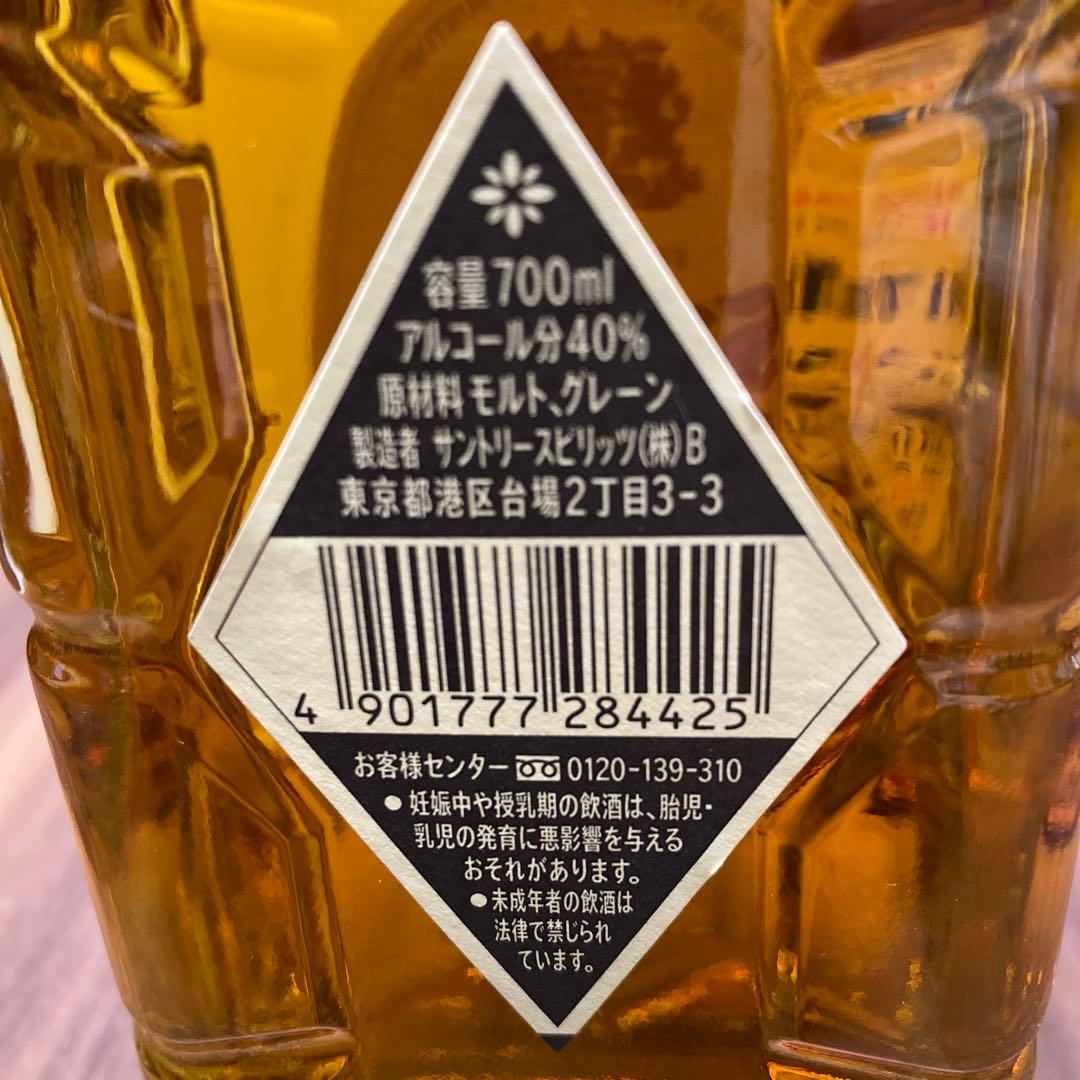 容量700ml
アルコール分40%
原材料 モルト、グレーン
製造者 サントリースピリッツ(株)B
東京都港区台場2丁目3-3
4 901777 284425
お客様センター 0120-139-310
● 妊娠中や授乳期の飲酒は、胎児・
乳児の発育に悪影響を与える
おそれがあります。
● 未成年者の飲酒は
法律で禁じられ
ています。